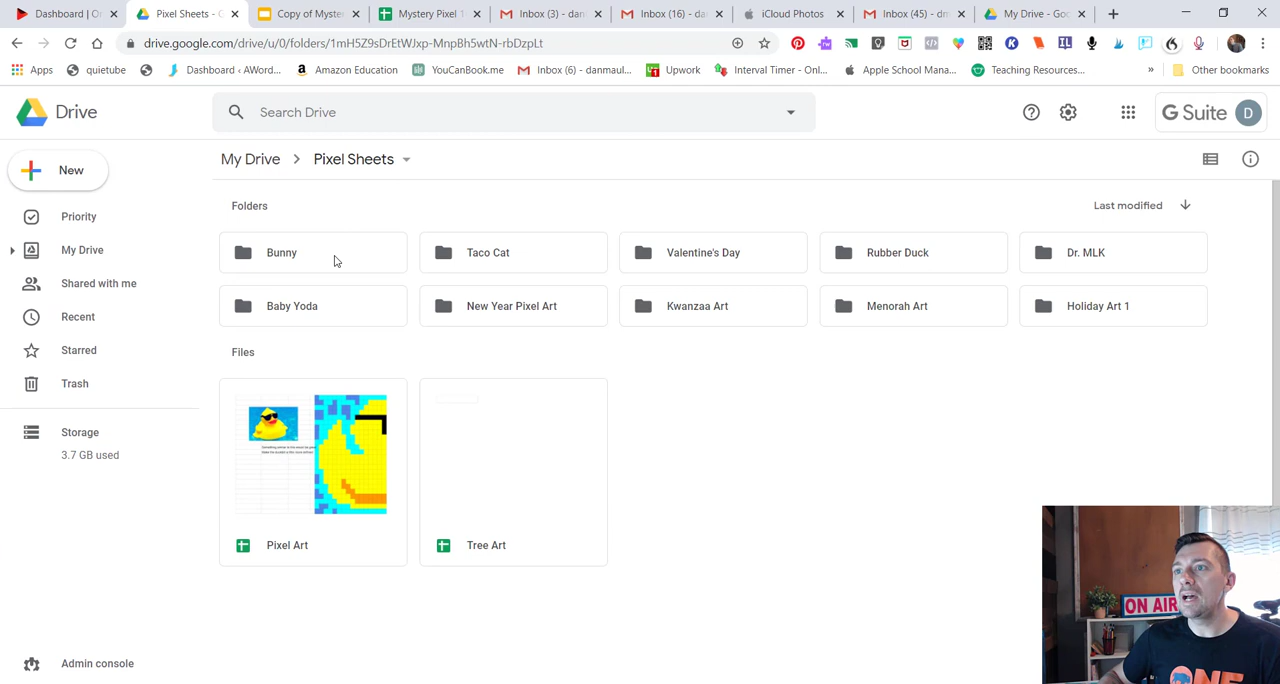 Dashboard | Or
Pixel Sheets - G
Copy of Myste
Mystery Pixel
Inbox (3) - dan
Inbox (16) - da
iCloud Photos
Inbox (45) - dm
My Drive - Goo
drive.google.com/drive/u/0/folders/1mH5Z9sDrEtWJxp-MnpBh5wtN-rbDzpLt
Apps
quietube
Dashboard ‹ AWord...
Amazon Education
YouCanBook.me
Inbox (6) - danmaul...
Upwork
Interval Timer - Onl...
Apple School Mana...
Teaching Resources...
»
Other bookmarks
Drive
Search Drive
G Suite
D
New
My Drive
Pixel Sheets
Priority
My Drive
Shared with me
Recent
Starred
Trash
Storage
3.7 GB used
Admin console
Folders
Last modified
Bunny
Taco Cat
Valentine's Day
Rubber Duck
Dr. MLK
Baby Yoda
New Year Pixel Art
Kwanzaa Art
Menorah Art
Holiday Art 1
Files
Pixel Art
Tree Art
ON AIR
ONE